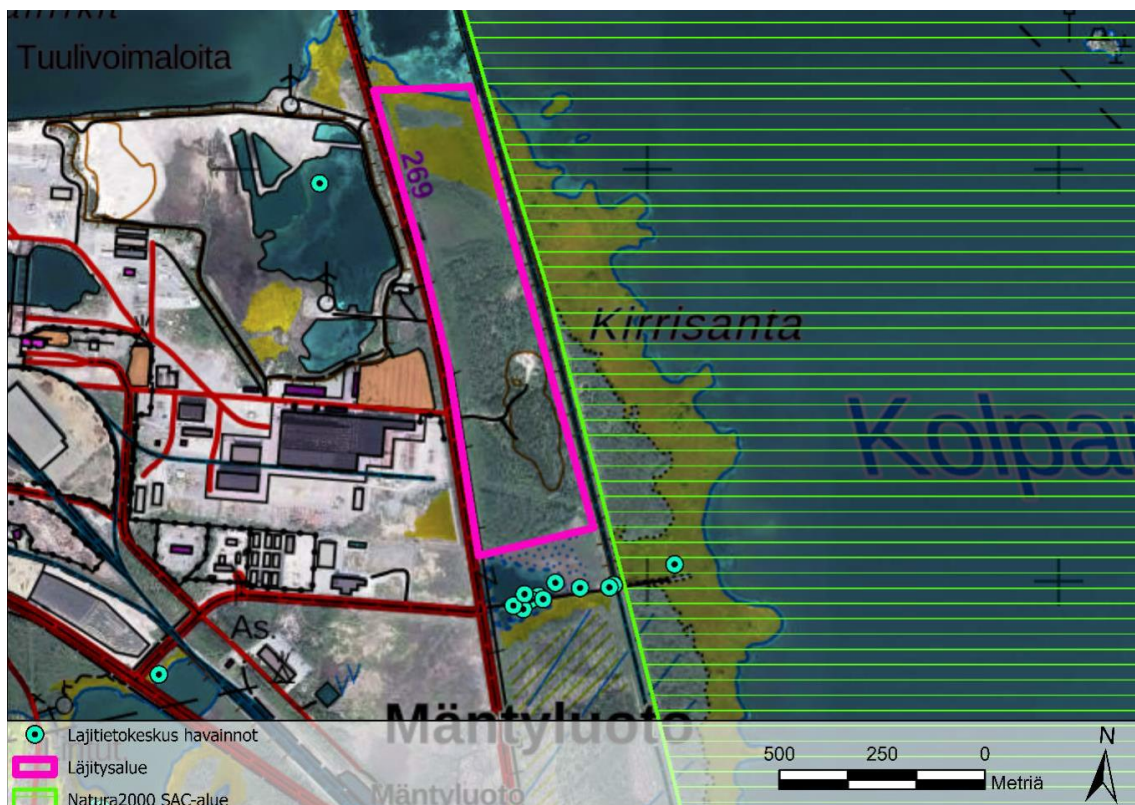 Tuulivoimaloita
269
Kirrisanta
Kolpa
As.
Mäntyluoto
Lajitietokeskus havainnot
Läjitysalue
Natura2000 SAC-alue
Mäntyluoto
500
250
0
Metriä
N